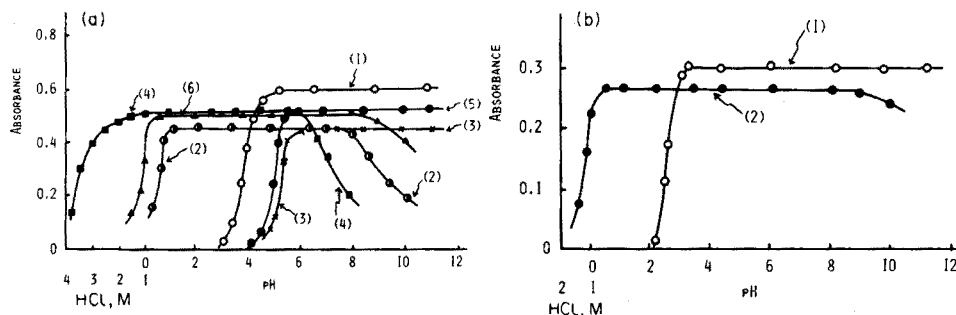 (a)
ABSORBANCE
0.8
0.6
0.4
0.2
0
(1)
(4)
(6)
(5)
(3)
(2)
(2)
(3)
(4)
4 3 2 1
0 2 4 6 8 10 12
HCl, M
pH
(b)
ABSORBANCE
0.3
0.2
0.1
0
(1)
(2)
2 1
0 2 4 6 8 10 12
HCl, M
pH